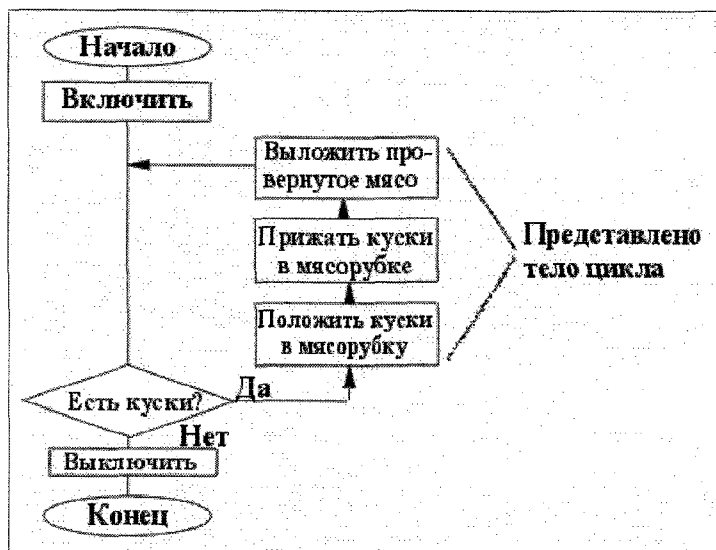 Начало
Включить
Выложить про-
вернутое мясо
Прижать куски
в мясорубке
Представлено
тело цикла
Положить куски
в мясорубку
Есть куски?
Да
Нет
Выключить
Конец